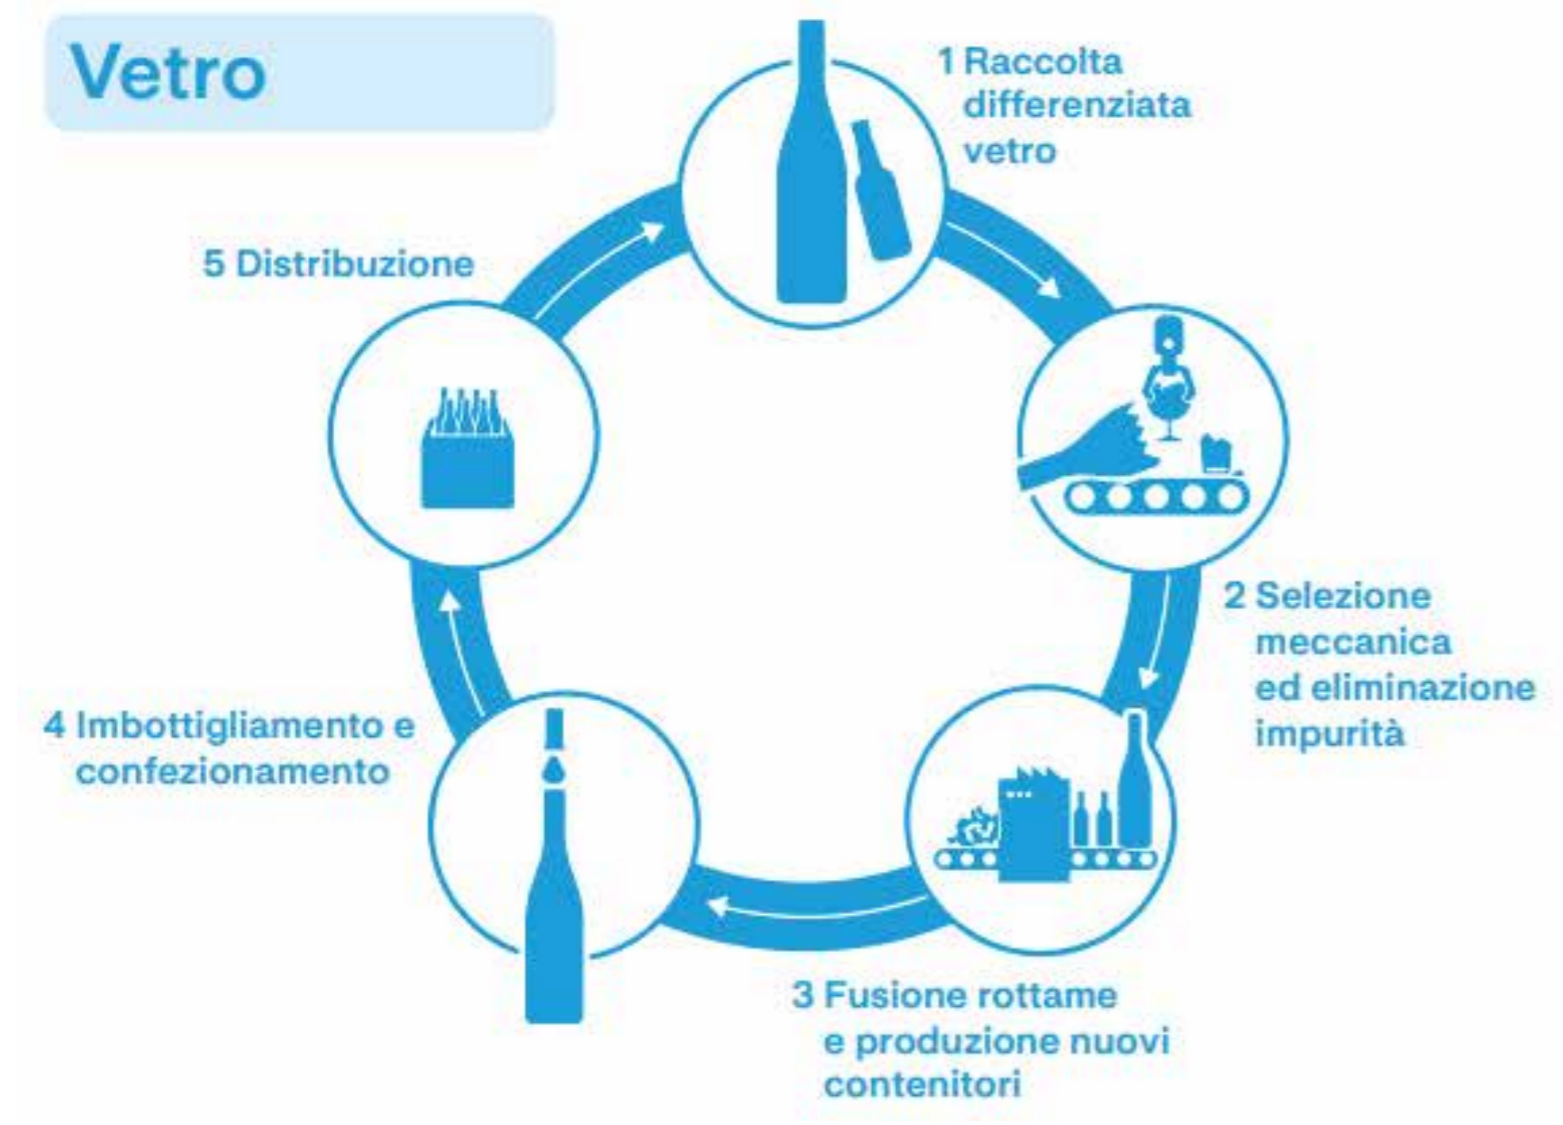 Vetro
1 Raccolta
differenziata
vetro
2 Selezione
meccanica
ed eliminazione
impurità
3 Fusione rottame
e produzione nuovi
contenitori
4 Imbottigliamento e
confezionamento
5 Distribuzione